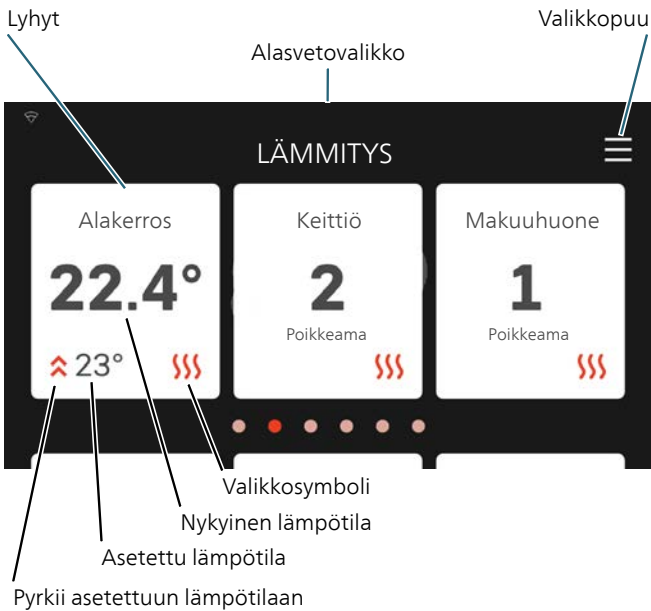 Lyhyt
Valikkopuu
Alasvetovalikko
LÄMMITYS
Alakerros
Keittiö
Makuuhuone
22.4°
2
1
Poikkeama
Poikkeama
23°
Valikkosymboli
Nykyinen lämpötila
Asetettu lämpötila
Pyrkii asetettuun lämpötilaan